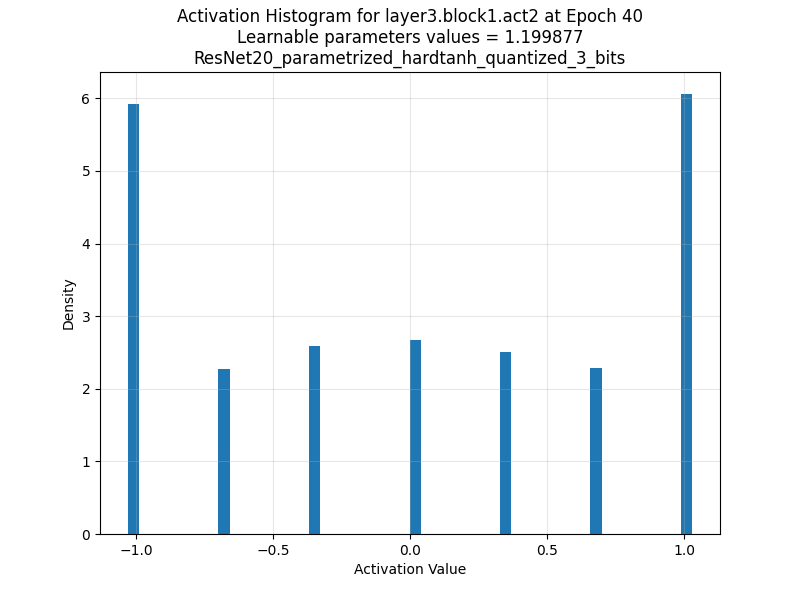 Activation Histogram for layer3.block1.act2 at Epoch 40
Learnable parameters values = 1.199877
ResNet20_parametrized_hardtanh_quantized_3_bits
6
5
4
3
2
1
0
Density
−1.0 −0.5 0.0 0.5 1.0
Activation Value